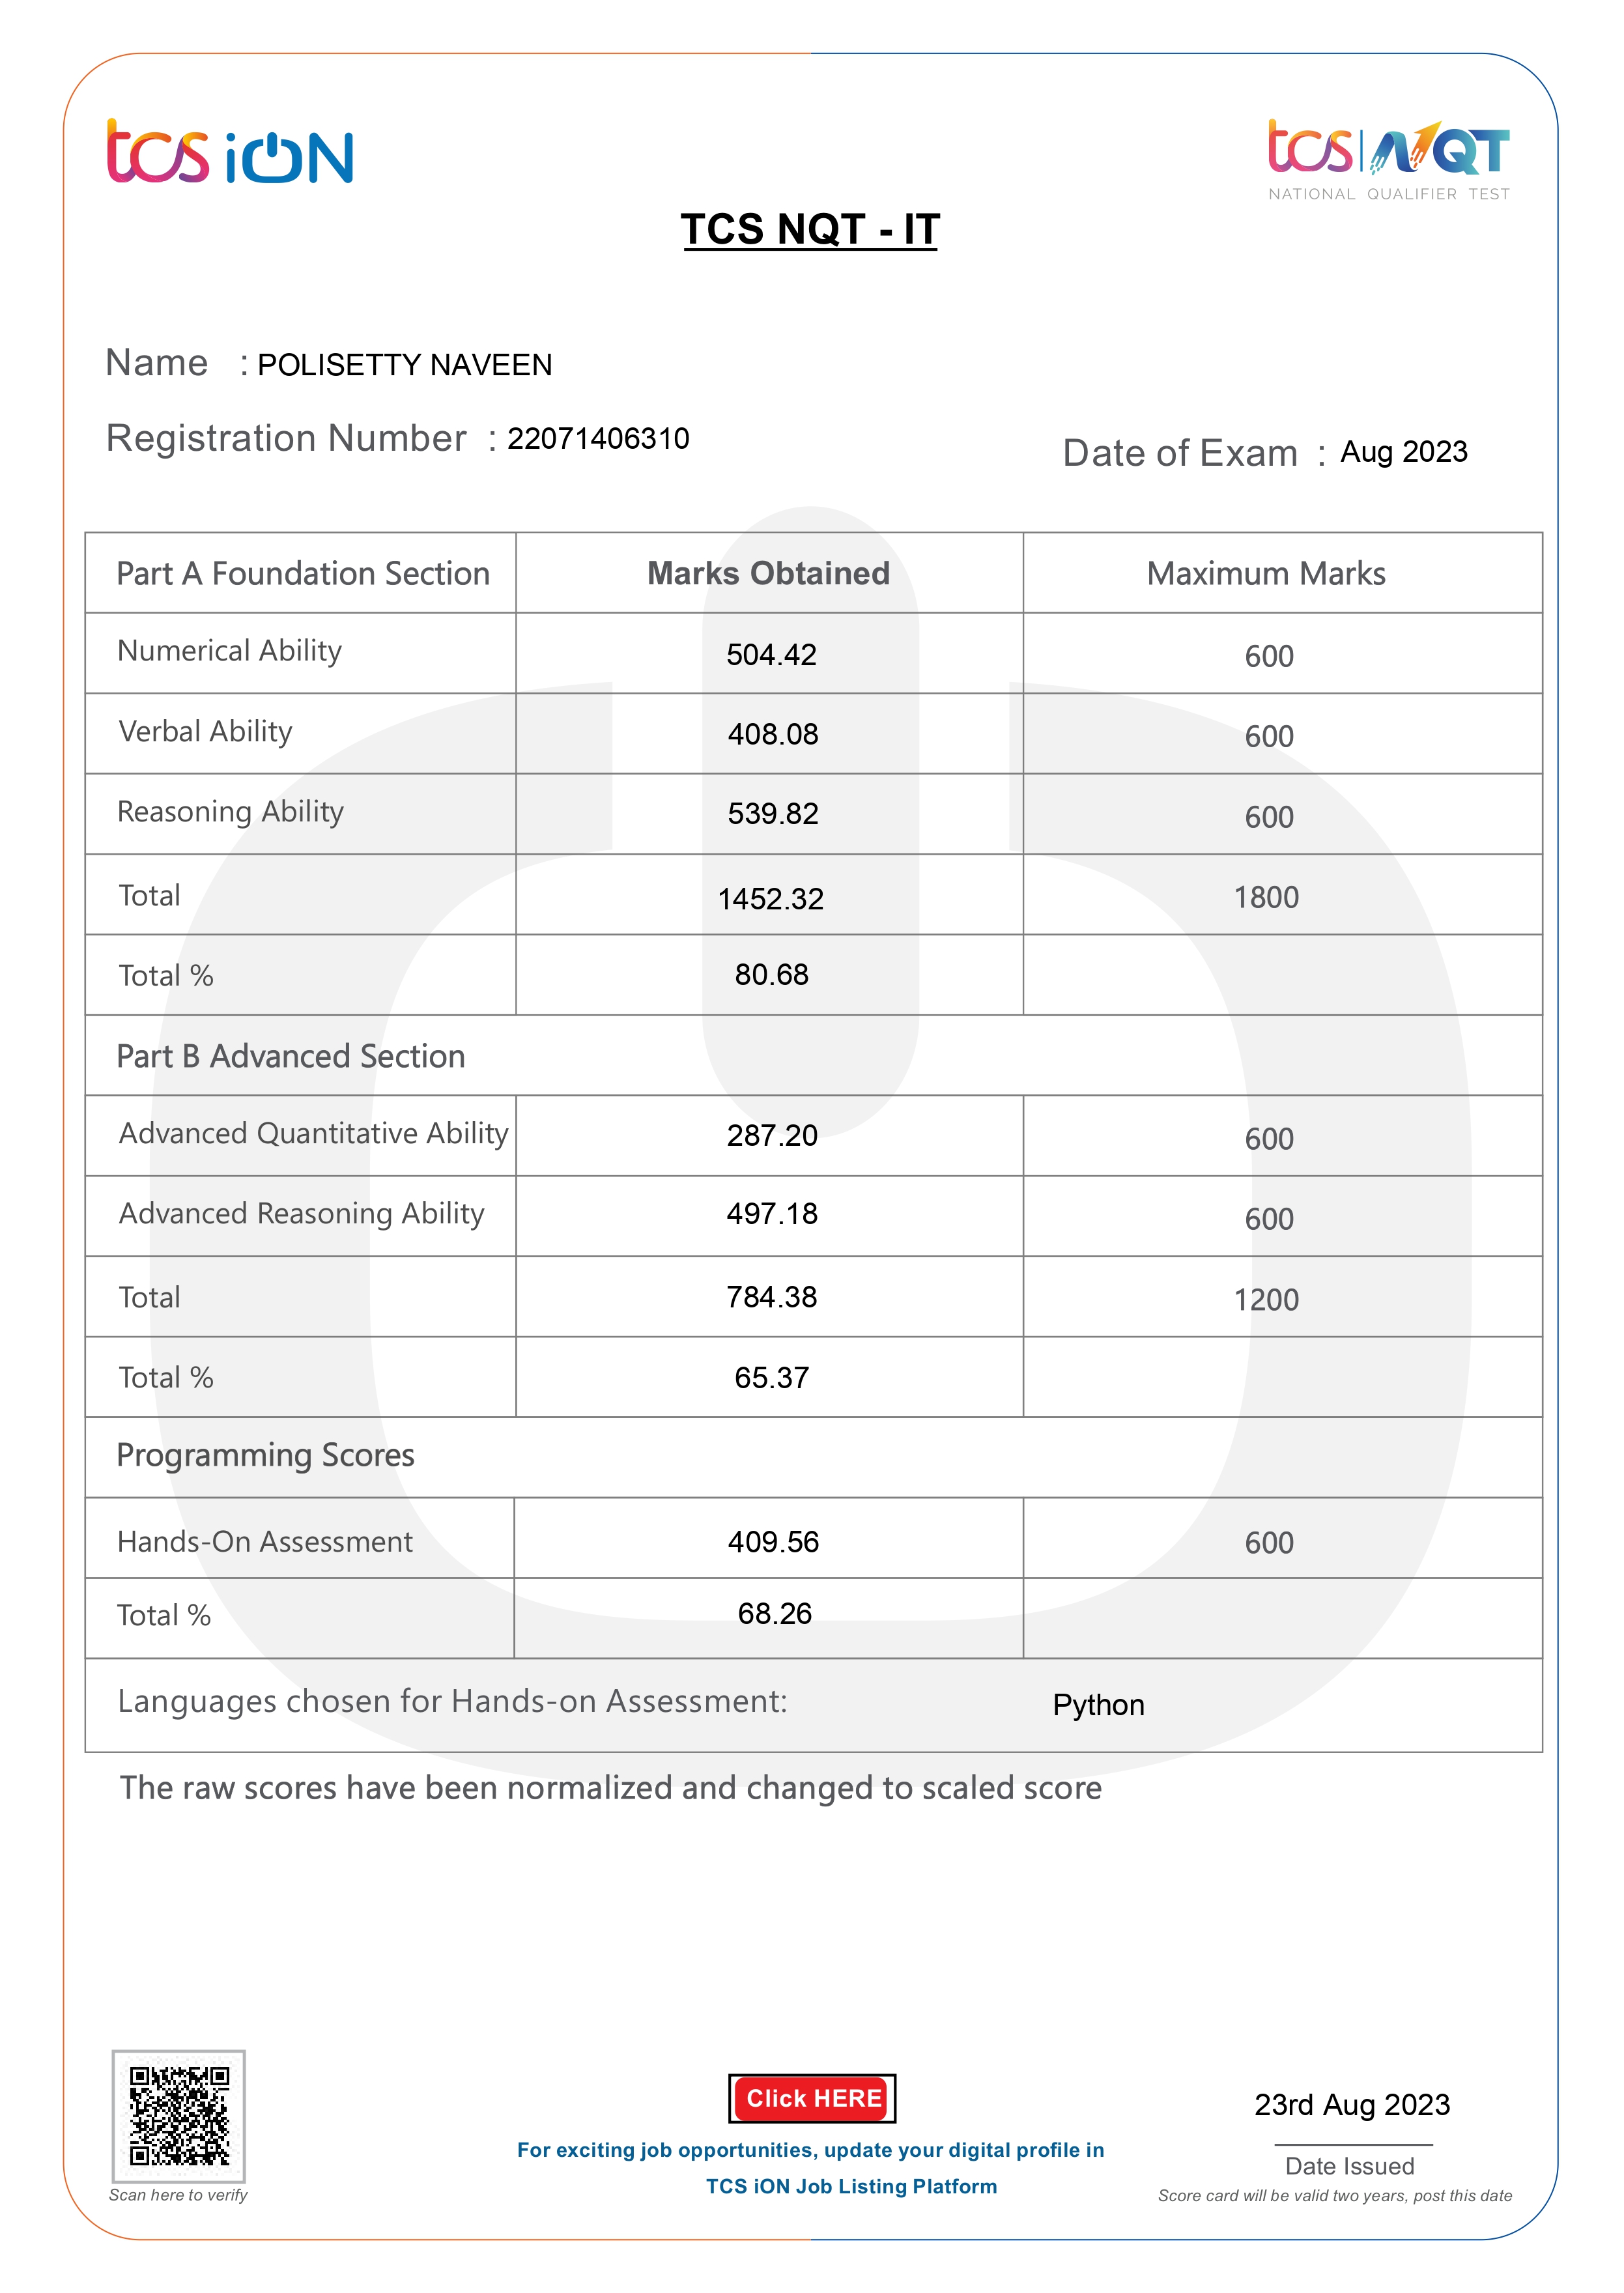 tcs iON
tcs NQT
NATIONAL QUALIFIER TEST
TCS NQT - IT
Name : POLISETTY NAVEEN
Registration Number : 22071406310
Date of Exam : Aug 2023
Part A Foundation Section Marks Obtained Maximum Marks
Numerical Ability 504.42 600
Verbal Ability 408.08 600
Reasoning Ability 539.82 600
Total 1452.32 1800
Total % 80.68
Part B Advanced Section
Advanced Quantitative Ability 287.20 600
Advanced Reasoning Ability 497.18 600
Total 784.38 1200
Total % 65.37
Programming Scores
Hands-On Assessment 409.56 600
Total % 68.26
Languages chosen for Hands-on Assessment: Python
The raw scores have been normalized and changed to scaled score
Scan here to verify
Click HERE
For exciting job opportunities, update your digital profile in
TCS iON Job Listing Platform
23rd Aug 2023
Date Issued
Score card will be valid two years, post this date